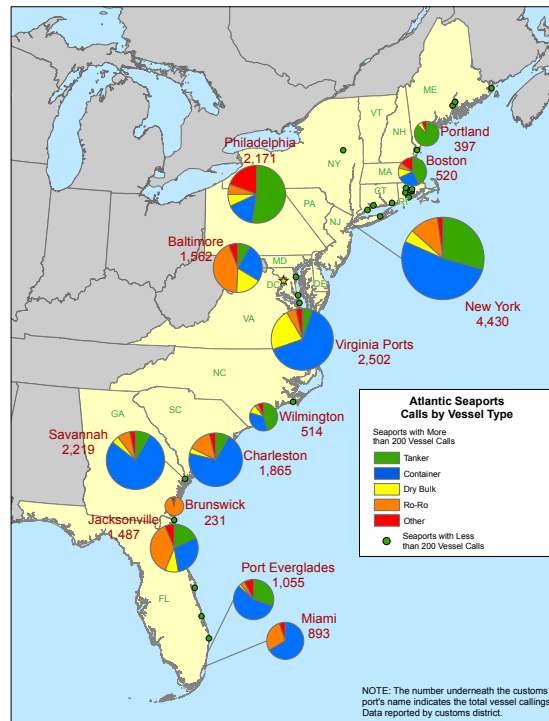 ME
VT
NH
Portland
397
Philadelphia
2,171
NY
Boston
520
MA
CT
RI
PA
NJ
Baltimore
1,562
MD
DC
DE
New York
4,430
VA
Virginia Ports
2,502
NC
Wilmington
514
GA
SC
Savannah
2,219
Charleston
1,865
Brunswick
231
Jacksonville
1,487
Port Everglades
1,055
FL
Miami
893
Atlantic Seaports
Calls by Vessel Type
Seaports with More
than 200 Vessel Calls
Tanker
Container
Dry Bulk
Ro-Ro
Other
Seaports with Less
than 200 Vessel Calls
NOTE: The number underneath the customs
port's name indicates the total vessel callings
Data reported by customs district.